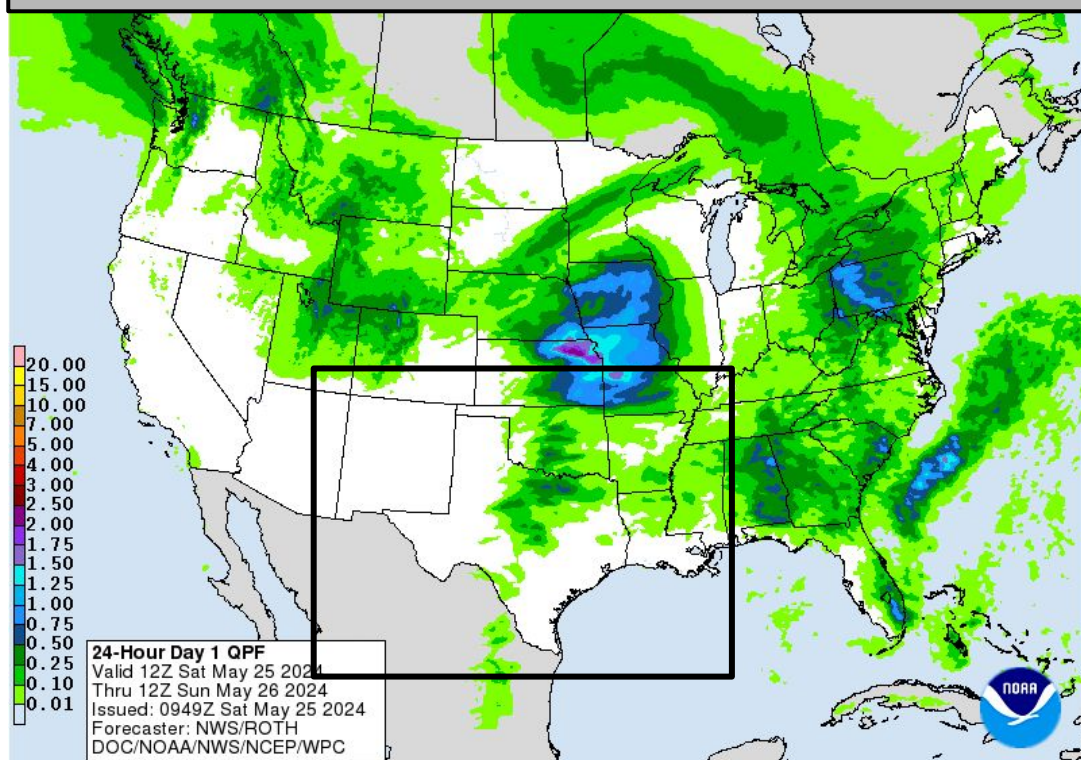 20.00
15.00
10.00
7.00
5.00
4.00
3.00
2.50
2.00
1.75
1.50
1.25
1.00
0.75
0.50
0.25
0.10
0.01
24-Hour Day 1 QPF
Valid 12Z Sat May 25 2024
Thru 12Z Sun May 26 2024
Issued: 0949Z Sat May 25 2024
Forecaster: NWS/ROTH
DOC/NOAA/NWS/NCEP/WPC
NOAA